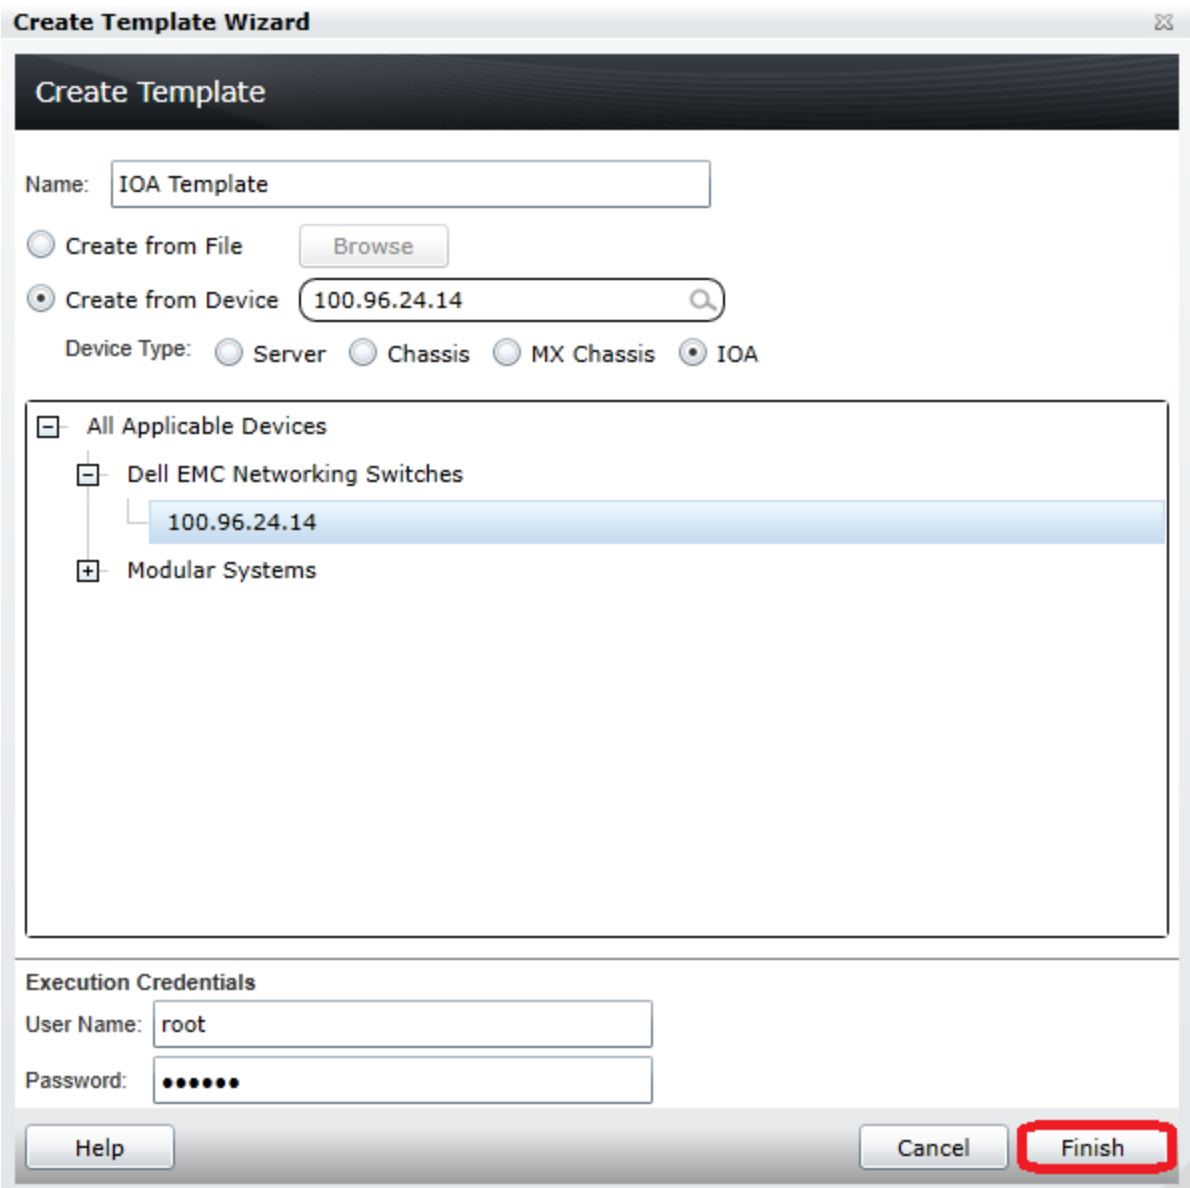 Create Template Wizard
Create Template
Name: IOA Template
Create from File Browse
Create from Device 100.96.24.14
Device Type: Server Chassis MX Chassis IOA
All Applicable Devices
Dell EMC Networking Switches
100.96.24.14
Modular Systems
Execution Credentials
User Name: root
Password: ●●●●●●
Help Cancel Finish